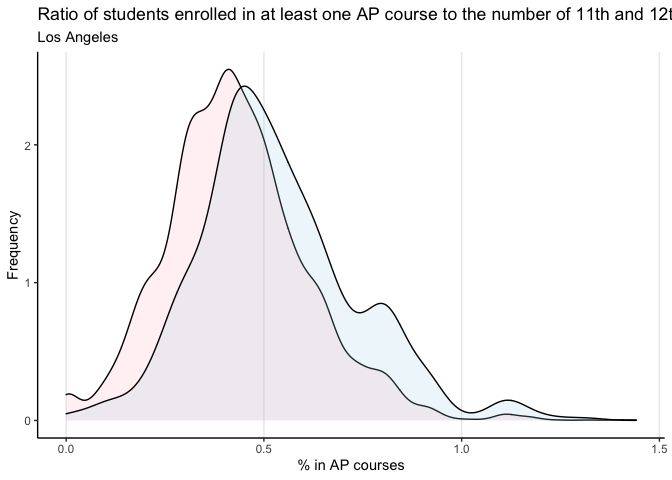 Ratio of students enrolled in at least one AP course to the number of 11th and
Los Angeles
2
1
0
Frequency
0.0 0.5 1.0 1.5
% in AP courses